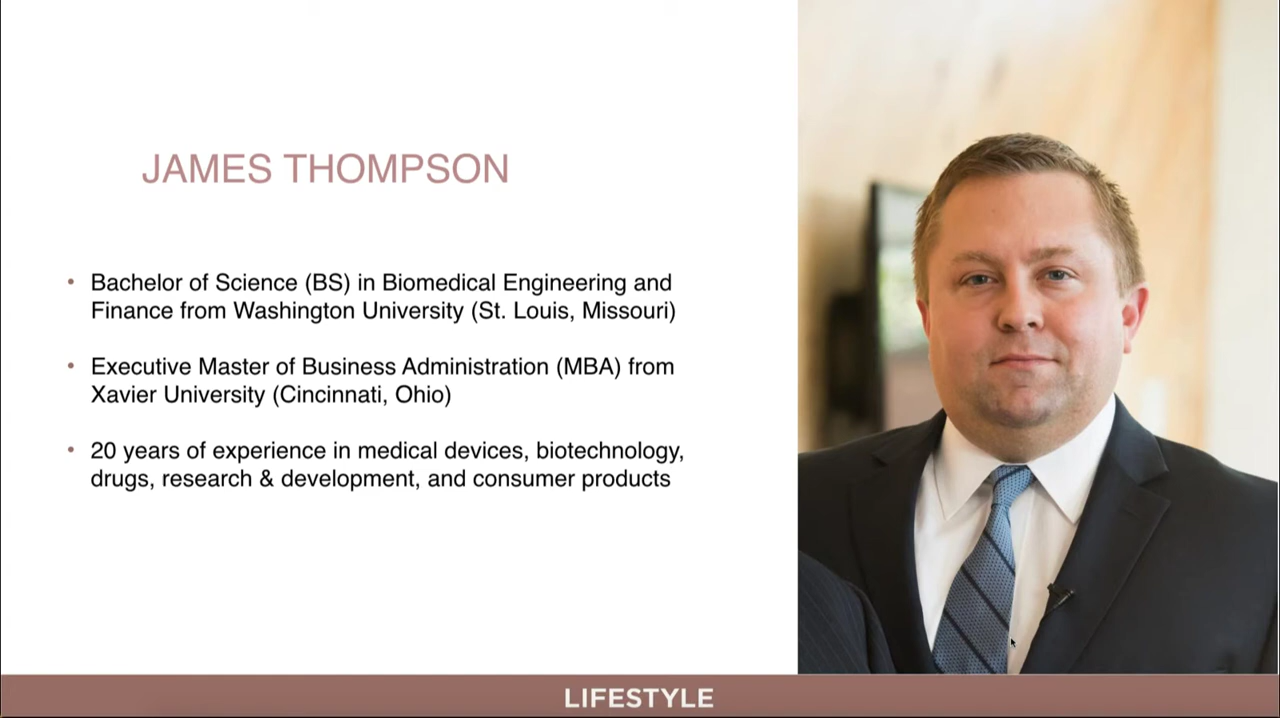 JAMES THOMPSON
• Bachelor of Science (BS) in Biomedical Engineering and
Finance from Washington University (St. Louis, Missouri)
• Executive Master of Business Administration (MBA) from
Xavier University (Cincinnati, Ohio)
• 20 years of experience in medical devices, biotechnology,
drugs, research & development, and consumer products
LIFESTYLE